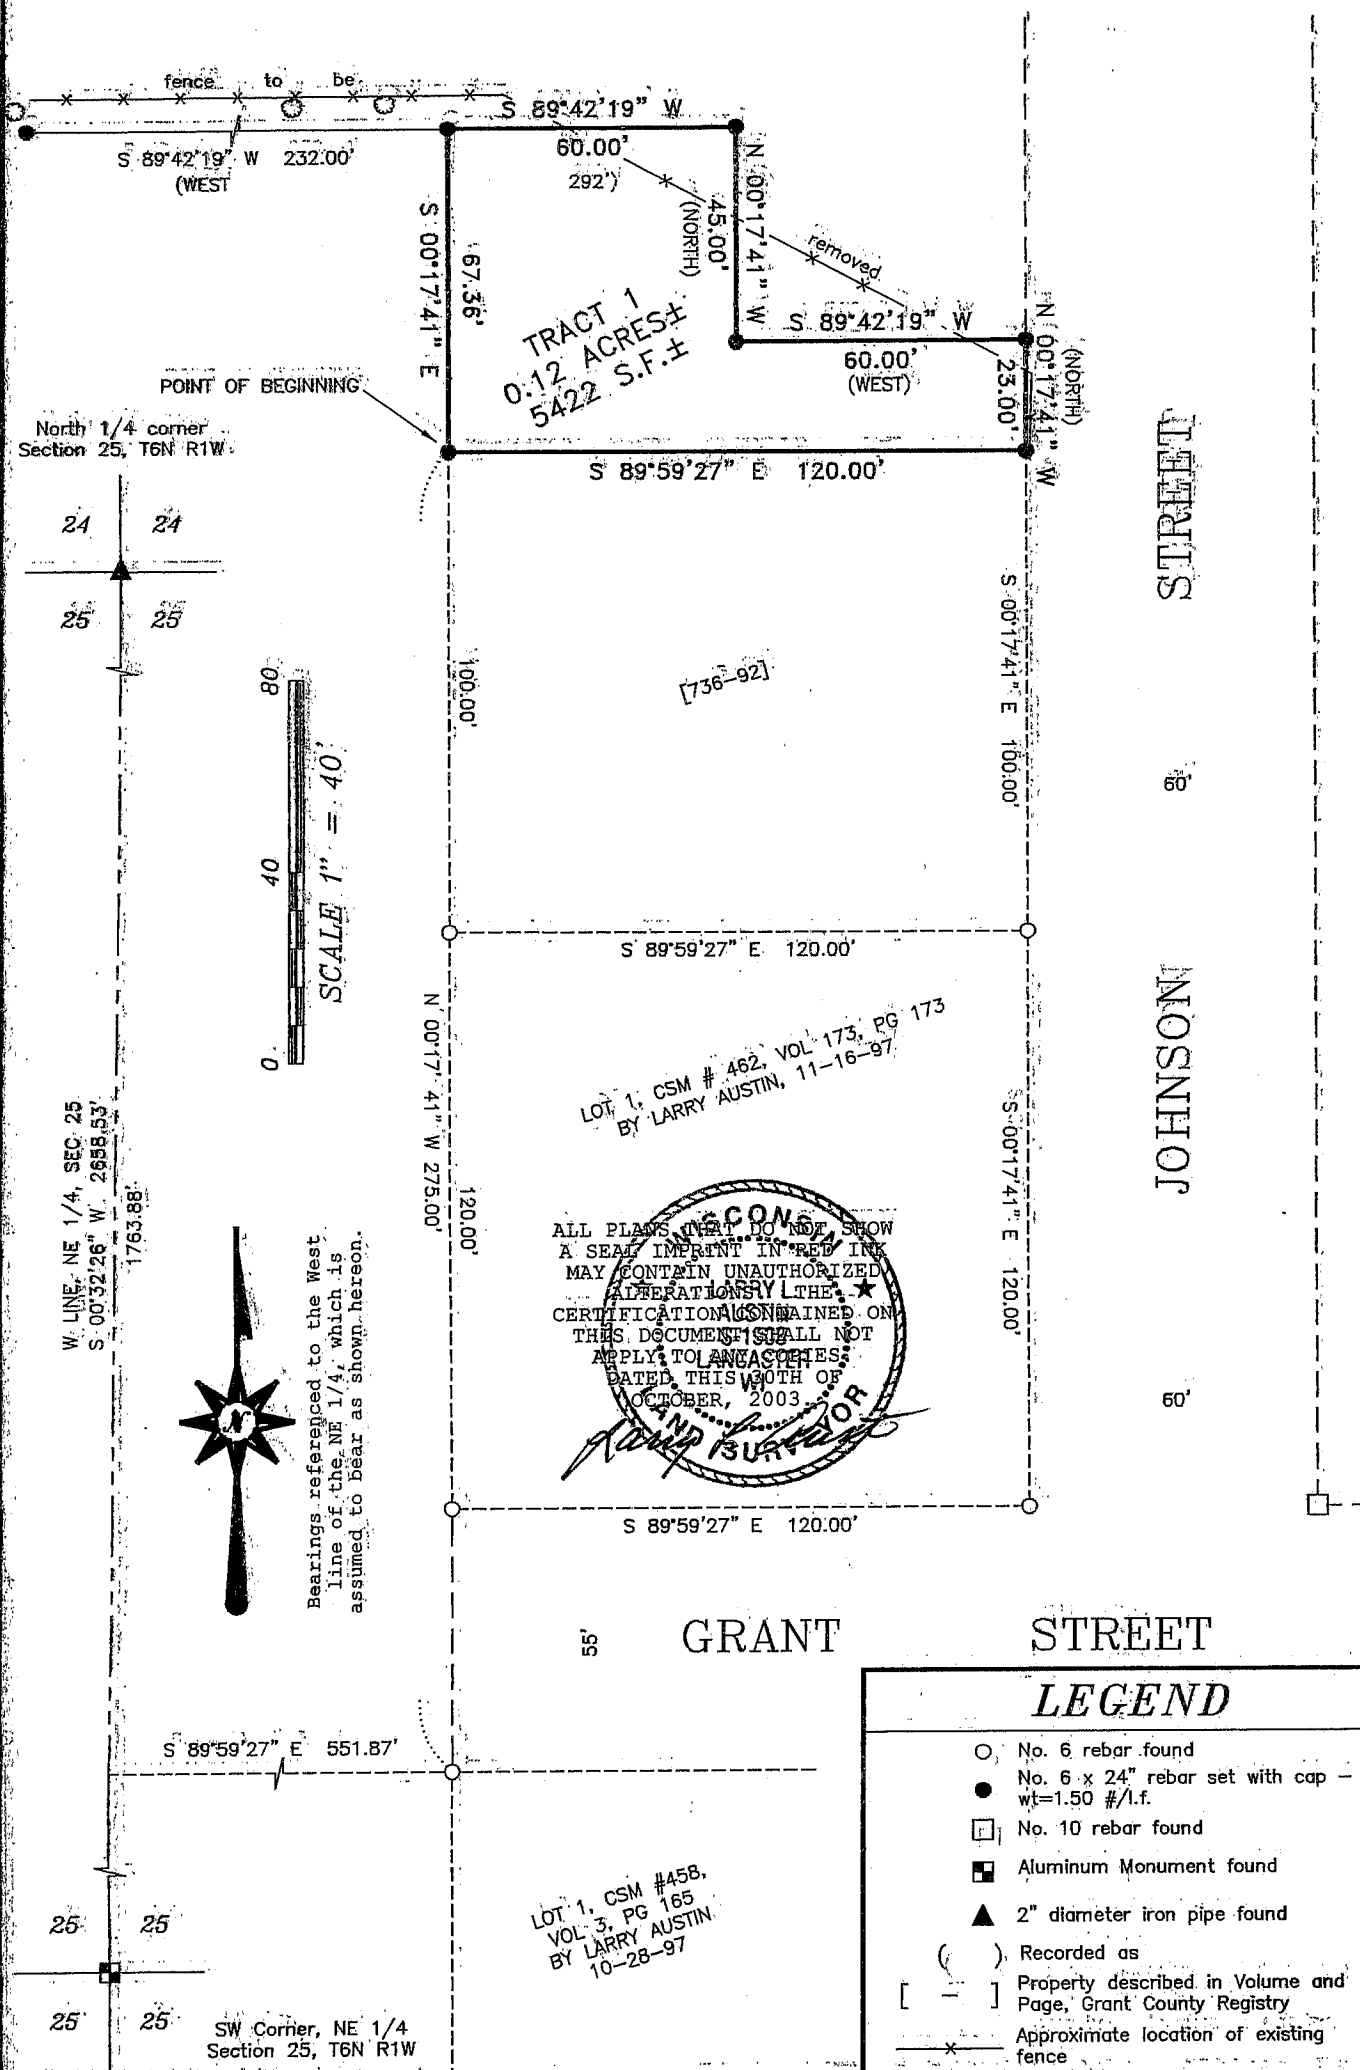 fence to be
S 89°42'19" W
60.00'
292')
S 89°42'19" W 232.00'
(WEST
N 00°17'41" W
45.00'
(NORTH)
removed
S 00°17'41" E
67.36'
TRACT 1
0.12 ACRES±
5422 S.F.±
S 89°42'19" W
60.00'
(WEST)
N 00°17'41" W
23.00'
(NORTH)
POINT OF BEGINNING
North 1/4 corner
Section 25, T6N R1W
S 89°59'27" E 120.00'
24 24
25 25
STREET
S 00°17'41" E 100.00'
100.00'
[736-92]
80
40
0
SCALE 1" = 40'
60'
S 89°59'27" E 120.00'
N 00°17'41" W 275.00'
120.00'
LOT 1, CSM # 462, VOL 173, PG 173
BY LARRY AUSTIN, 11-16-97
S 00°17'41" E 120.00'
JOHNSON
W LINE, NE 1/4, SEC 25
S 00°32'26" W 2658.53'
1763.88'
Bearings referenced to the West
line of the NE 1/4, which is
assumed to bear as shown hereon.
N
WISCONSIN
ALL PLANS THAT DO NOT SHOW
A SEAL IMPRINT IN RED INK
MAY CONTAIN UNAUTHORIZED
ALTERATIONS. THE
CERTIFICATION CONTAINED ON
THIS DOCUMENT SHALL NOT
APPLY TO ANY COPIES.
DATED THIS 30TH OF
OCTOBER, 2003.
LARRY L.
AUSTIN
LANCASTER
WI
LAND SURVEYOR
60'
S 89°59'27" E 120.00'
55'
GRANT STREET
S 89°59'27" E 551.87'
LOT 1, CSM #458,
VOL 3, PG 165
BY LARRY AUSTIN
10-28-97
25 25
25 25
SW Corner, NE 1/4
Section 25, T6N R1W
LEGEND
No. 6 rebar found
No. 6 x 24" rebar set with cap -
wt=1.50 #/l.f.
No. 10 rebar found
Aluminum Monument found
2" diameter iron pipe found
( ) Recorded as
[ - ] Property described in Volume and
Page, Grant County Registry
Approximate location of existing
fence